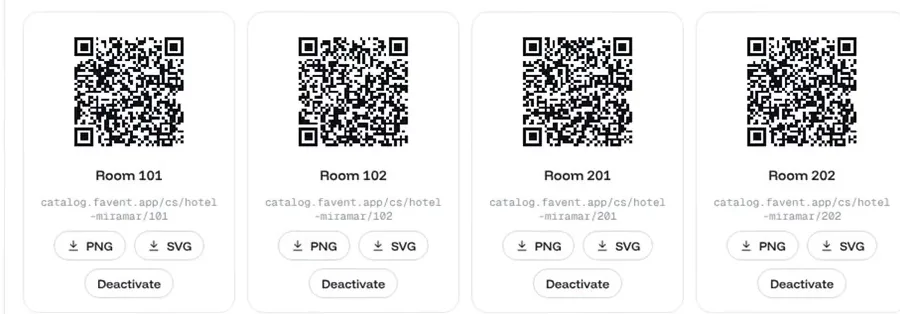 Room 101
catalog.favent.app/cs/hotel
-miramar/101
PNG
SVG
Deactivate
Room 102
catalog.favent.app/cs/hotel
-miramar/102
PNG
SVG
Deactivate
Room 201
catalog.favent.app/cs/hotel
-miramar/201
PNG
SVG
Deactivate
Room 202
catalog.favent.app/cs/hotel
-miramar/202
PNG
SVG
Deactivate